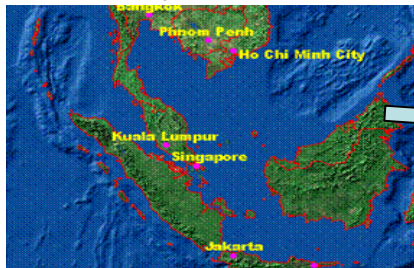 Bangkok
Phnom Penh
Ho Chi Minh City
Kuala Lumpur
Singapore
Jakarta